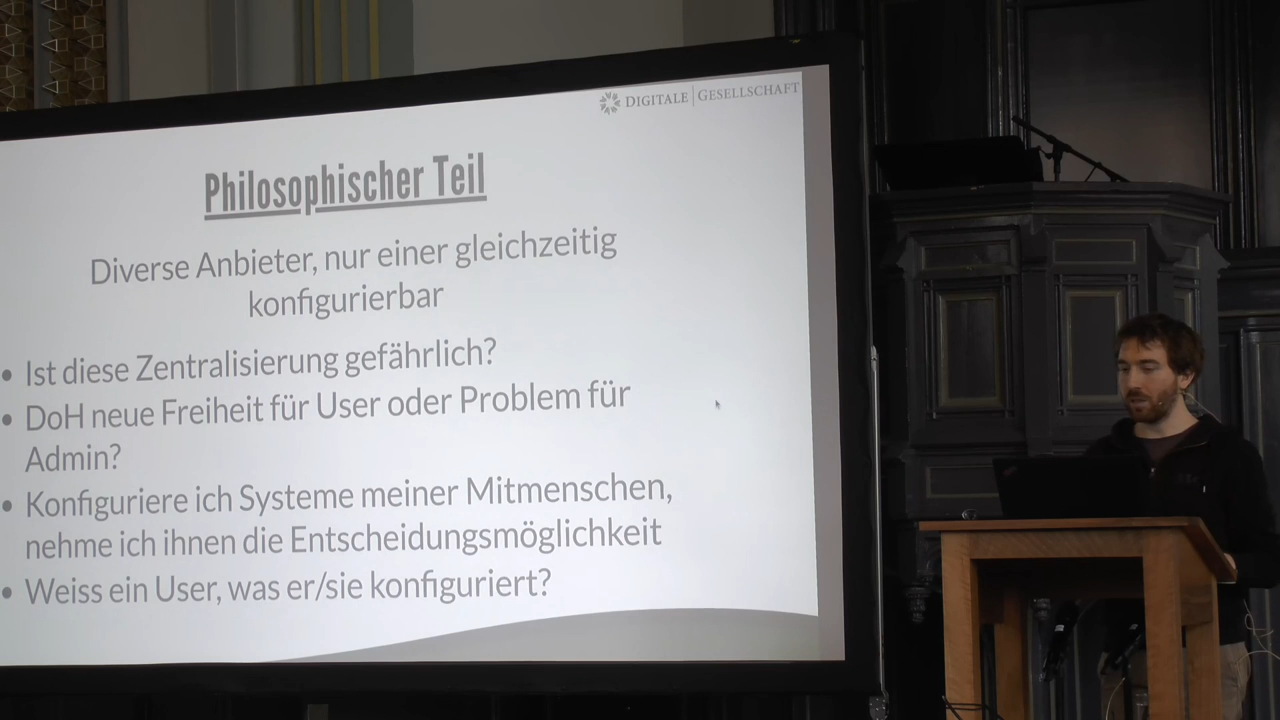 DIGITALE | GESELLSCHAFT
Philosophischer Teil
Diverse Anbieter, nur einer gleichzeitig
konfigurierbar
• Ist diese Zentralisierung gefährlich?
• DoH neue Freiheit für User oder Problem für
Admin?
• Konfiguriere ich Systeme meiner Mitmenschen,
nehme ich ihnen die Entscheidungsmöglichkeit
• Weiss ein User, was er/sie konfiguriert?